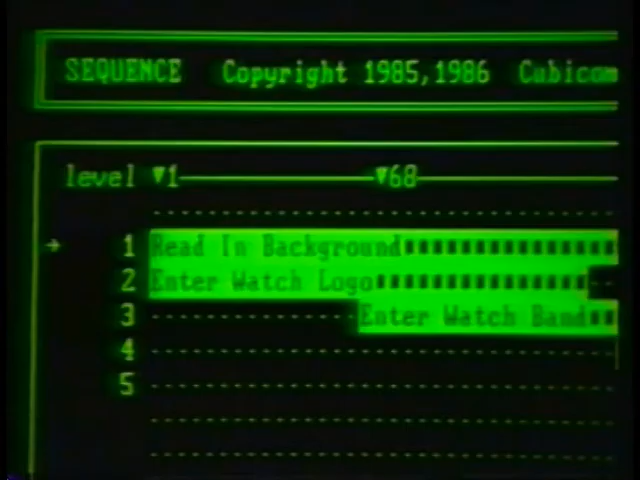 SEQUENCE Copyright 1985,1986 Cubicom
level ▼1 ▼68
→ 1 Read In Background
2 Enter Watch Logo
3 Enter Watch Band
4
5